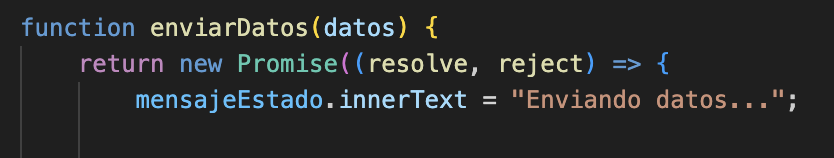 function enviarDatos(datos) {
return new Promise((resolve, reject) => {
mensajeEstado.innerText = "Enviando datos...";